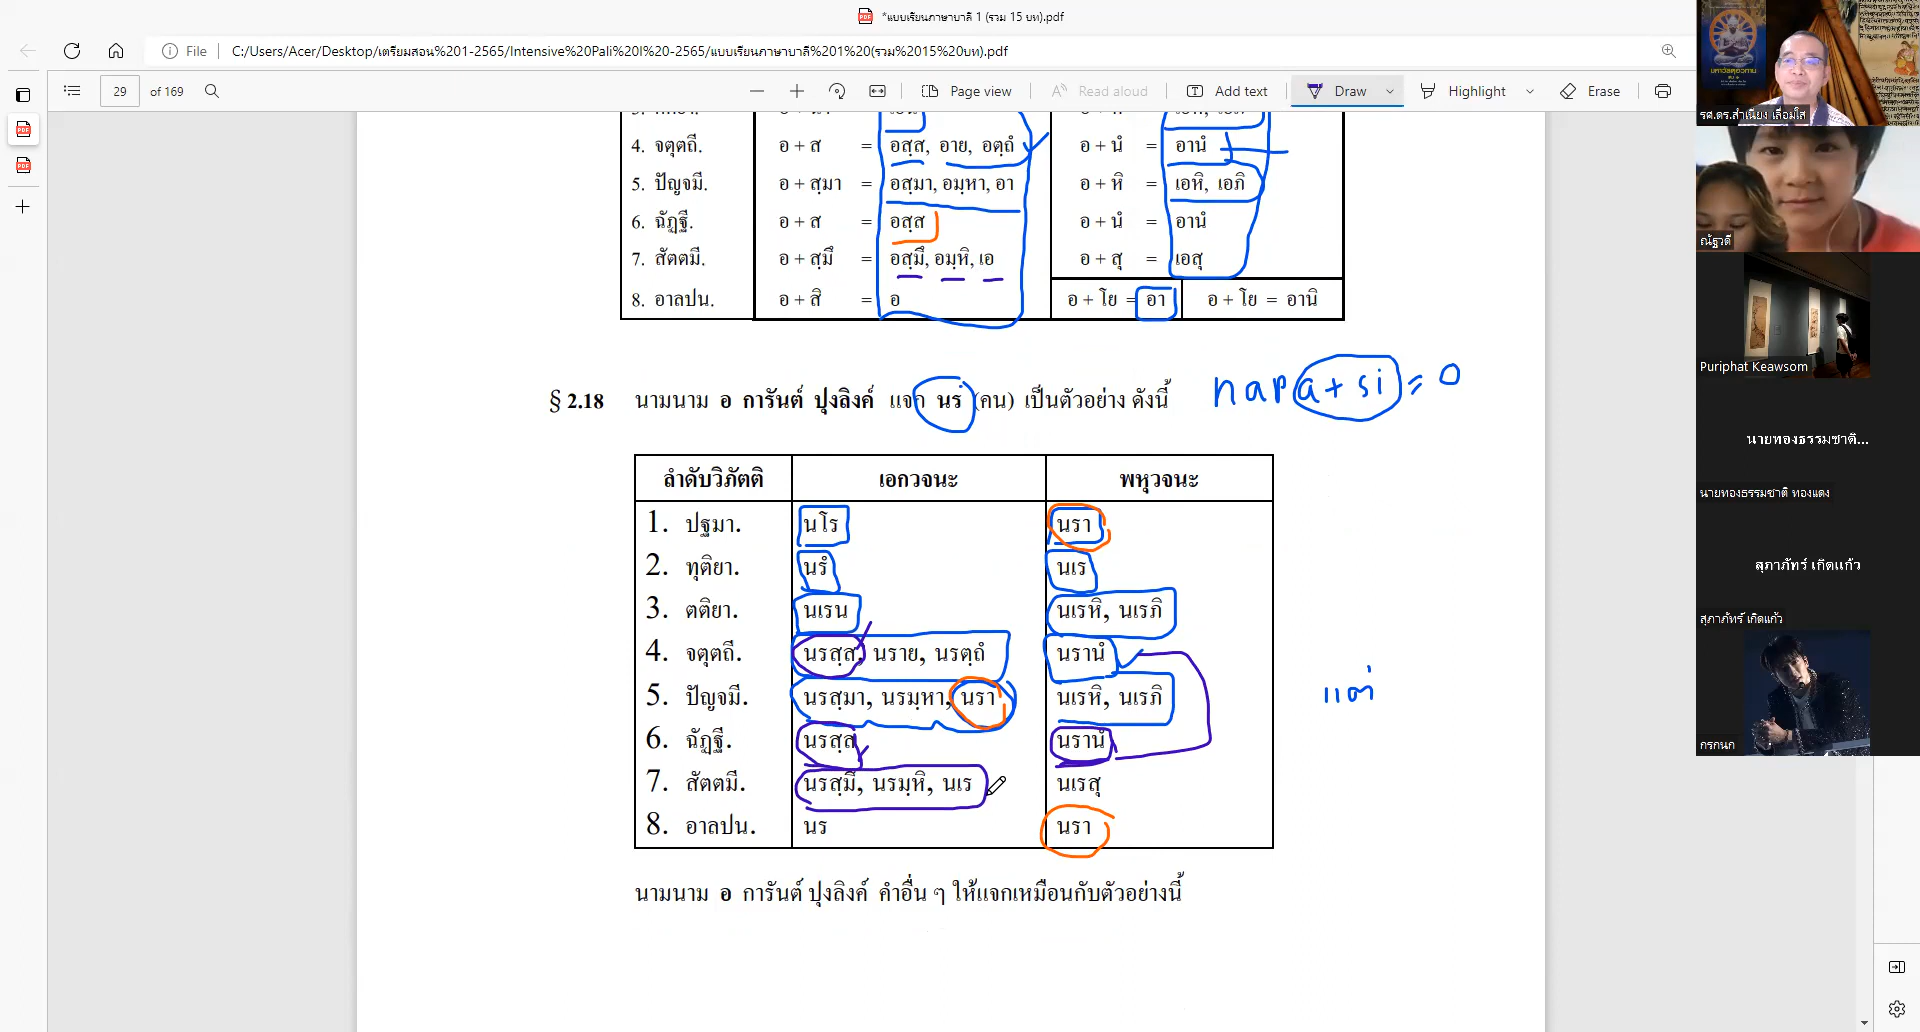 *แบบเรียนภาษาบาลี 1 (รวม 15 บท).pdf
File C:/Users/Acer/Desktop/เตรียมสอน%201-2565/Intensive%20Pali%20I%20-2565/แบบเรียนภาษาบาลี%201%20(รวม%2015%20บท).pdf
29 of 169 Page view Read aloud Add text Draw Highlight Erase
4. จตุตถี. อ + ส = อสฺส, อาย, อตฺถํ อ + นํ = อานํ
5. ปัญจมี. อ + สฺมา = อสฺมา, อมฺหา, อา อ + หิ = เอหิ, เอภิ
6. ฉัฏฐี. อ + ส = อสฺส อ + นํ = อานํ
7. สัตตมี. อ + สฺมึ = อสฺมึ, อมฺหิ, เอ อ + สุ = เอสุ
8. อาลปน. อ + สิ = อ อ + โย = อา อ + โย = อานิ
§ 2.18 นามนาม อ การันต์ ปุงลิงค์ แจก นร (คน) เป็นตัวอย่าง ดังนี้
nap a + si = 0
ลำดับวิภัตติ เอกวจนะ พหุวจนะ
1. ปฐมา. นโร นรา
2. ทุติยา. นรํ นเร
3. ตติยา. นเรน นเรหิ, นเรภิ
4. จตุตถี. นรสฺส, นราย, นรตฺถํ นรานํ
5. ปัญจมี. นรสฺมา, นรมฺหา, นรา นเรหิ, นเรภิ
แต่
6. ฉัฏฐี. นรสฺส นรานํ
7. สัตตมี. นรสฺมึ, นรมฺหิ, นเร นเรสุ
8. อาลปน. นร นรา
นามนาม อ การันต์ ปุงลิงค์ คำอื่น ๆ ให้แจกเหมือนกับตัวอย่างนี้
รศ.ดร.สำเนียง เลื่อมใส
ณัฐวดี
Puriphat Keawsom
นายทองธรรมชาติ...
นายทองธรรมชาติ ทองแดง
สุภาภัทร์ เกิดแก้ว
สุภาภัทร์ เกิดแก้ว
กรกนก